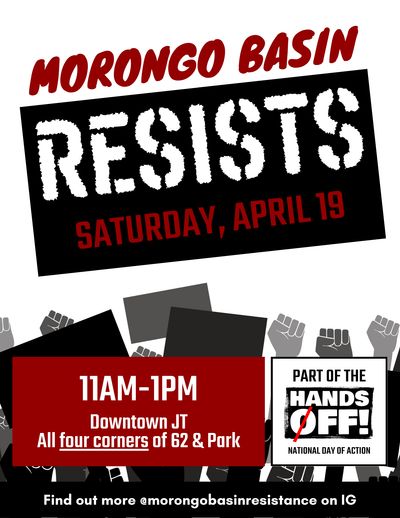 MORONGO BASIN
RESISTS
SATURDAY, APRIL 19
11AM-1PM
Downtown JT
All four corners of 62 & Park
PART OF THE
HANDS
OFF!
NATIONAL DAY OF ACTION
Find out more @morongobasinresistance on IG